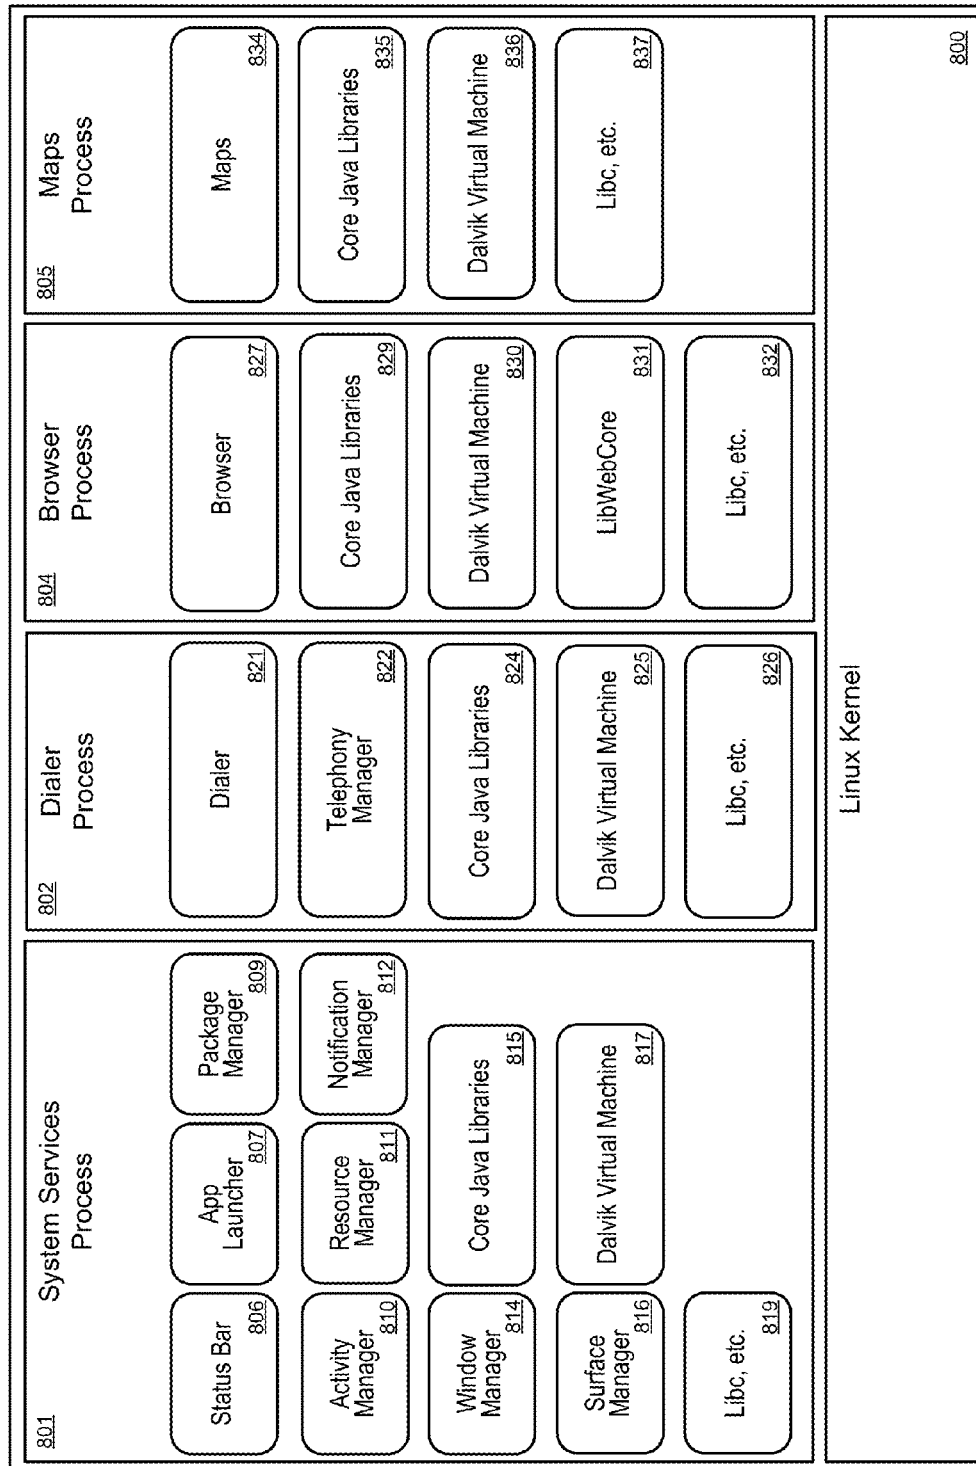 801
System Services
Process
Status Bar
806
App
Launcher
807
Package
Manager
809
Activity
Manager
810
Resource
Manager
811
Notification
Manager
812
Window
Manager
814
Core Java Libraries
815
Surface
Manager
816
Dalvik Virtual Machine
817
Libc, etc.
819
802
Dialer
Process
Dialer
821
Telephony
Manager
822
Core Java Libraries
824
Dalvik Virtual Machine
825
Libc, etc.
826
804
Browser
Process
Browser
827
Core Java Libraries
829
Dalvik Virtual Machine
830
LibWebCore
831
Libc, etc.
832
805
Maps
Process
Maps
834
Core Java Libraries
835
Dalvik Virtual Machine
836
Libc, etc.
837
Linux Kernel
800